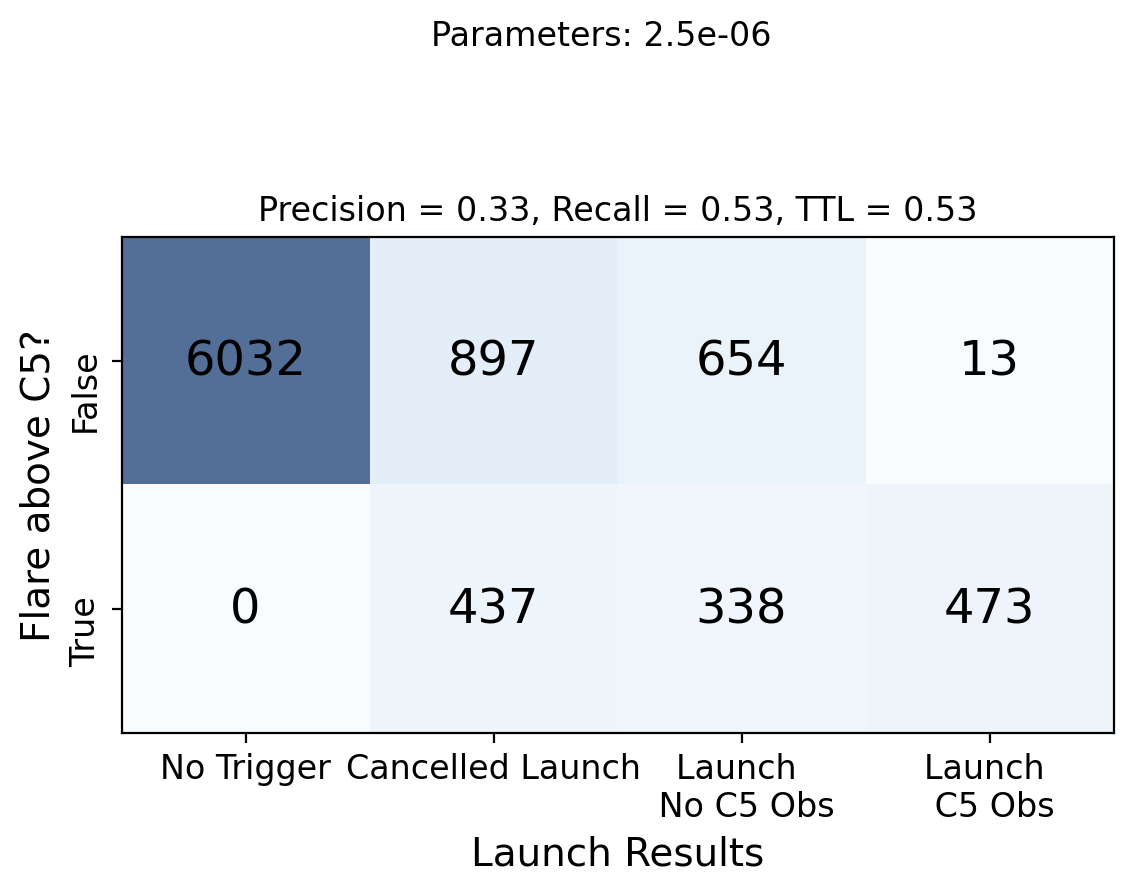 Parameters: 2.5e-06
Precision = 0.33, Recall = 0.53, TTL = 0.53
Flare above C5?
False
6032 897 654 13
True
0 437 338 473
No Trigger Cancelled Launch Launch Launch
No C5 Obs C5 Obs
Launch Results